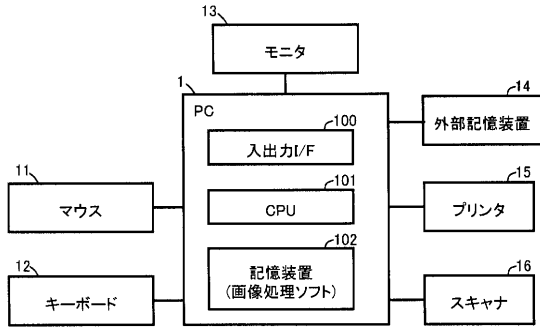 13
モニタ
1
PC
14
外部記憶装置
100
入出力I/F
11
マウス
101
CPU
15
プリンタ
102
記憶装置
(画像処理ソフト)
12
キーボード
16
スキャナ